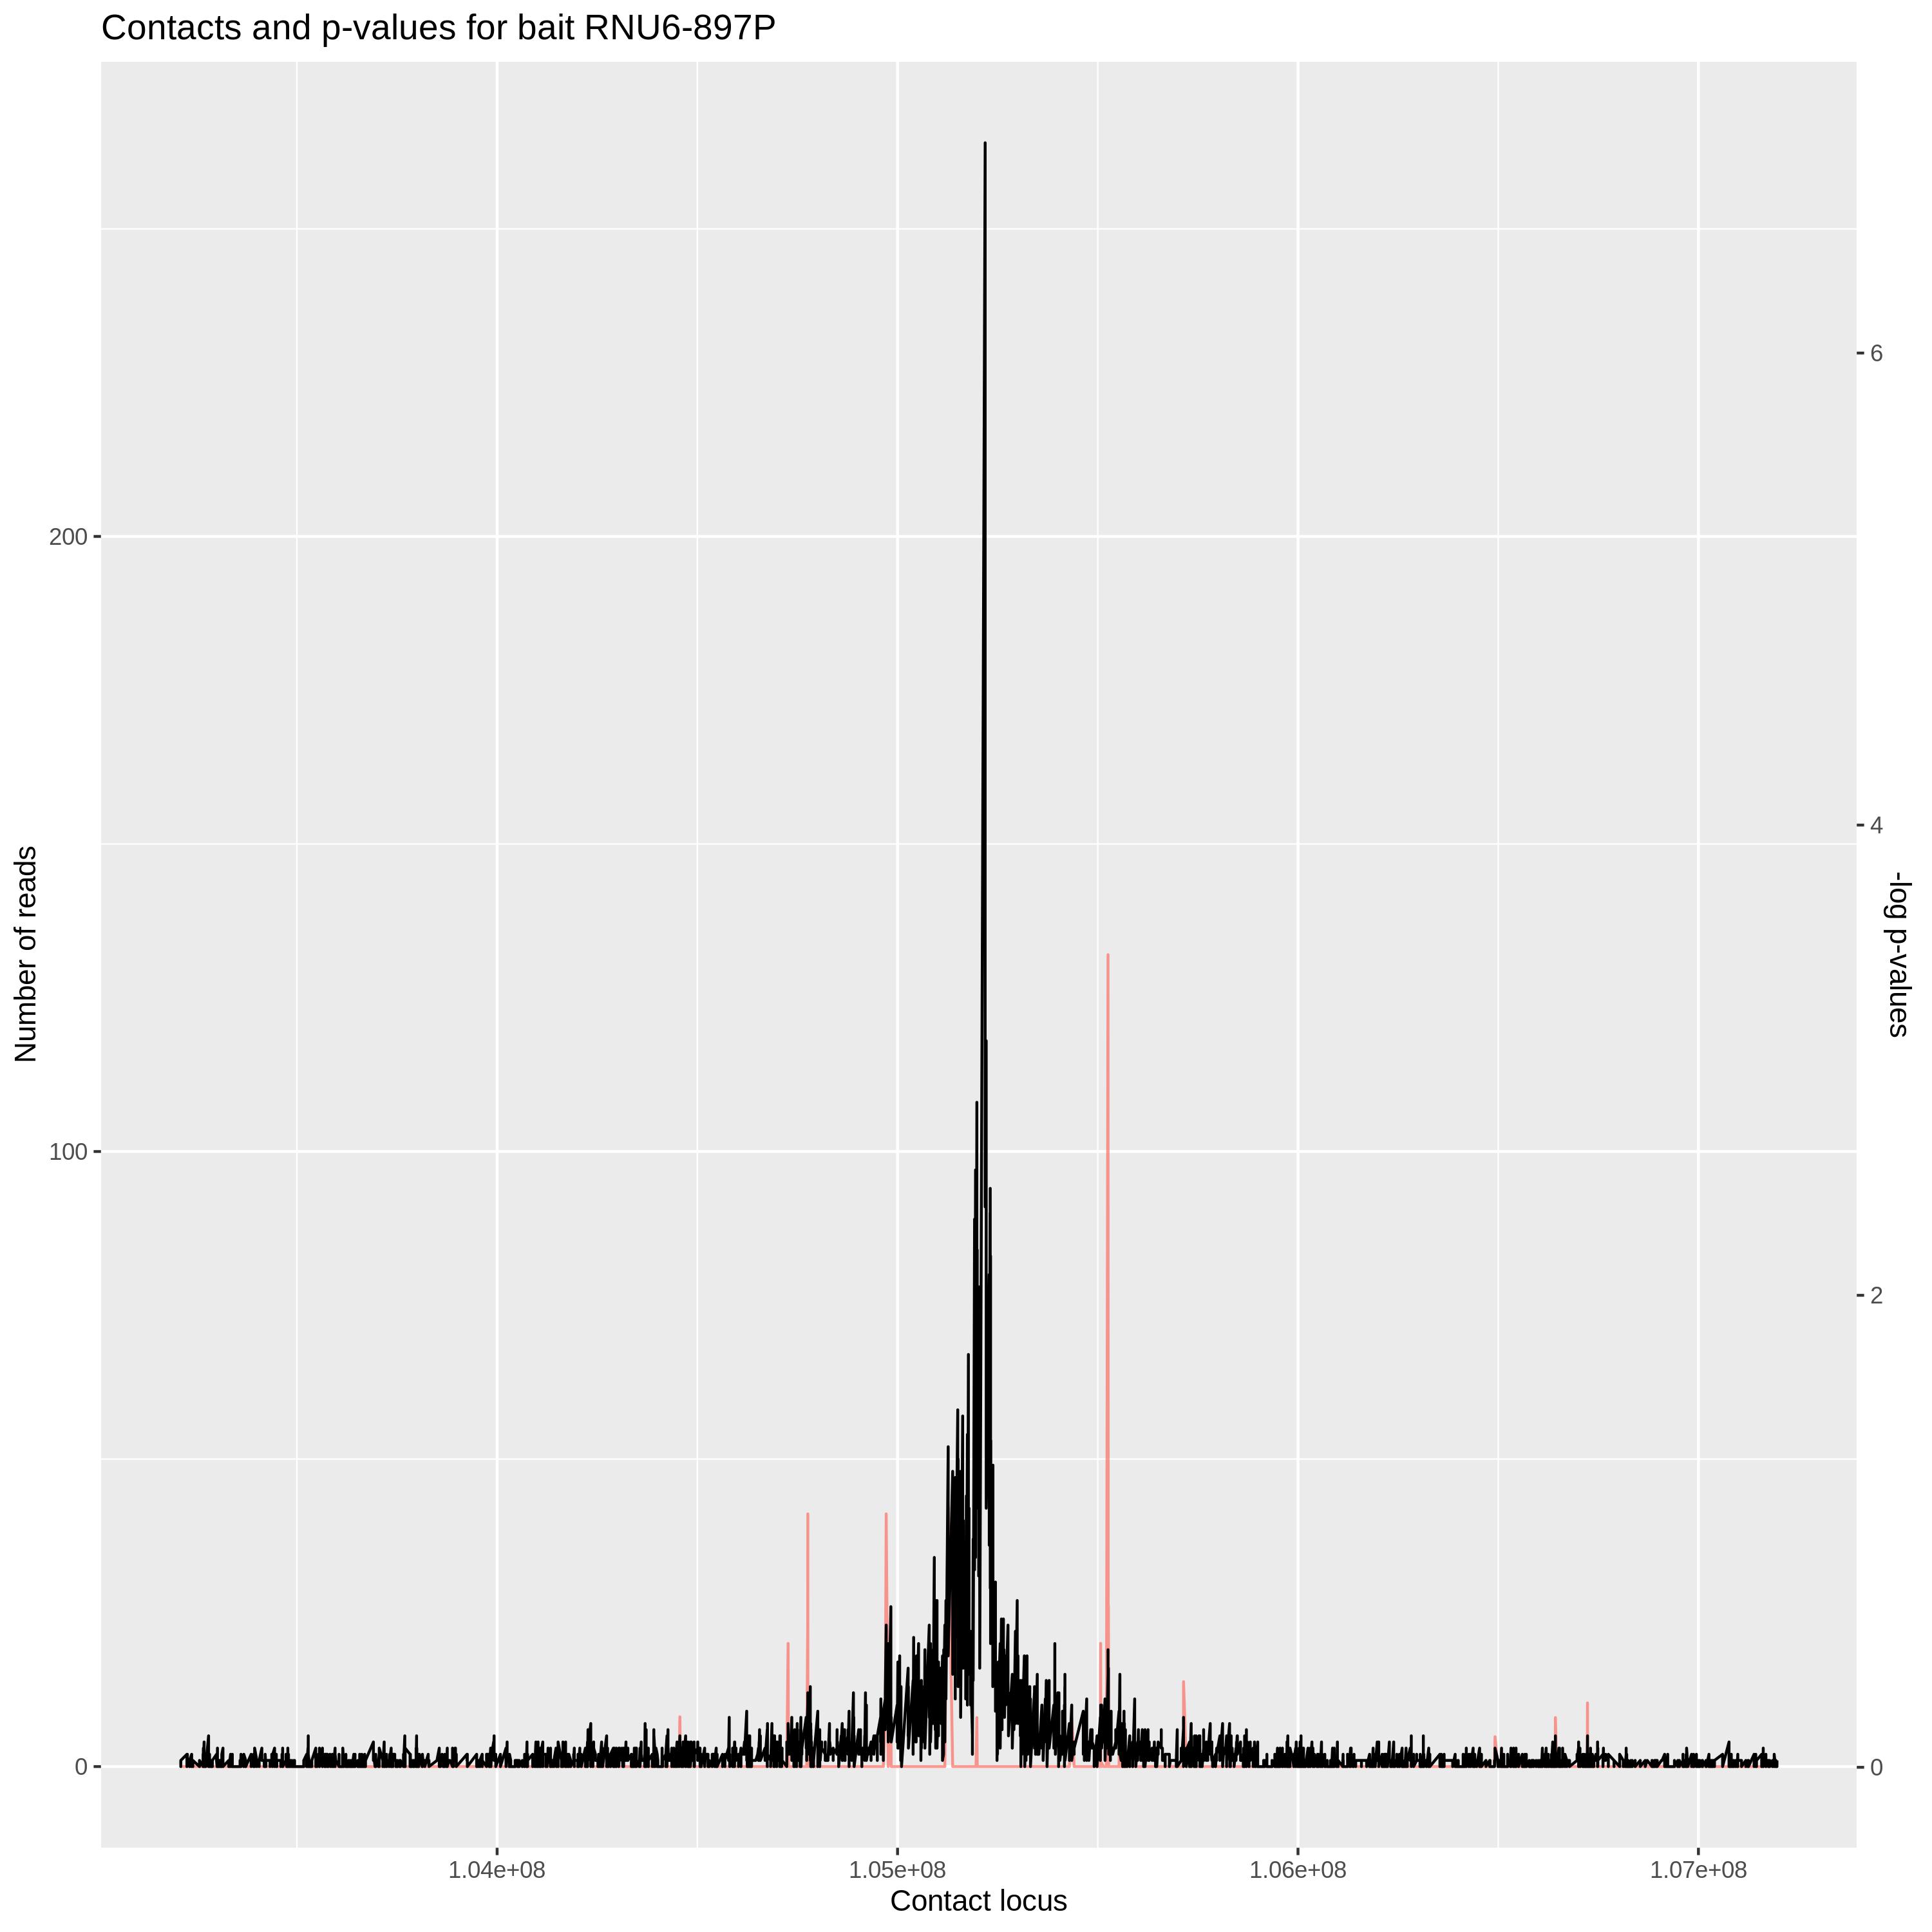 Contacts and p-values for bait RNU6-897P
Number of reads
200
100
0
6
4
2
0
-log p-values
1.04e+08
1.05e+08
1.06e+08
1.07e+08
Contact locus